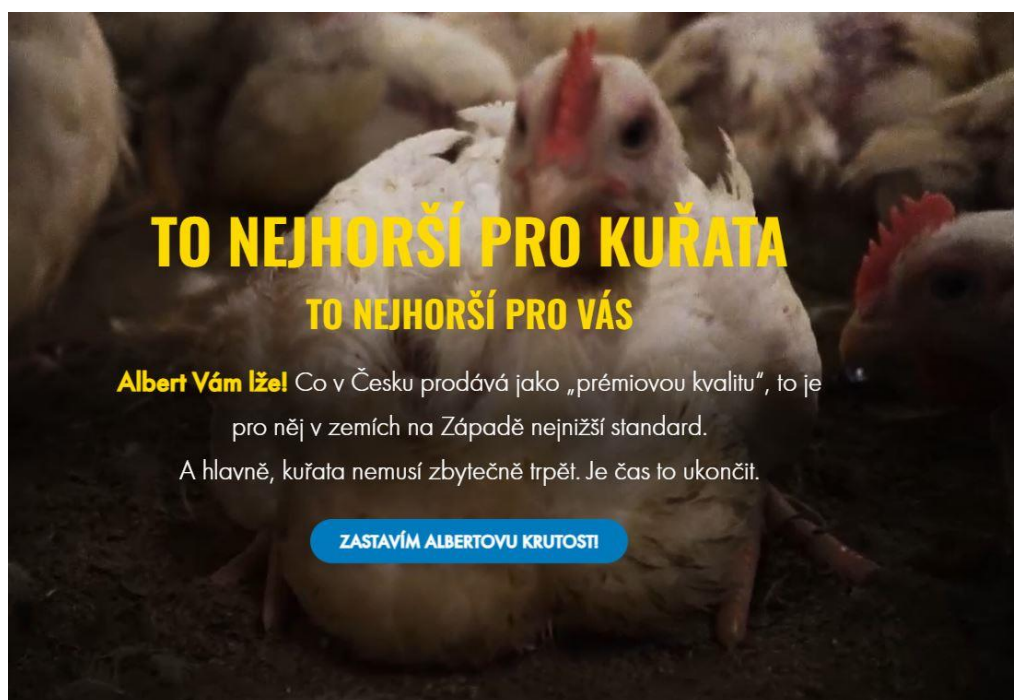 TO NEJHORŠÍ PRO KUŘATA
TO NEJHORŠÍ PRO VÁS
Albert Vám lže! Co v Česku prodává jako „prémiovou kvalitu“, to je
pro něj v zemích na Západě nejnižší standard.
A hlavně, kuřata nemusí zbytečně trpět. Je čas to ukončit.
ZASTAVÍM ALBERTOVU KRUTOST!